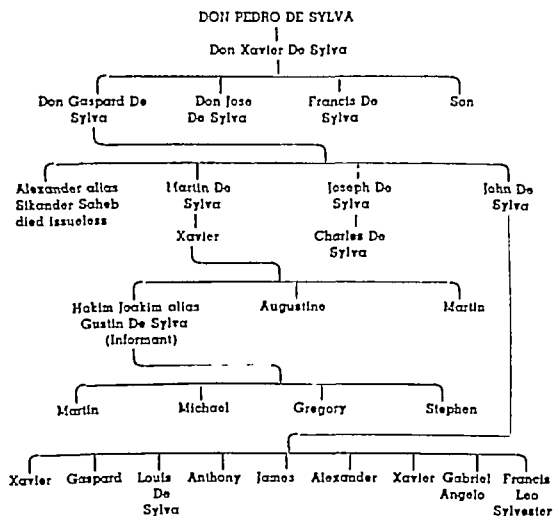 DON PEDRO DE SYLVA
Don Xavier De Sylva
Don Gaspard De Sylva
Don Jose De Sylva
Francis De Sylva
Son
Alexander alias Sikander Saheb died issueless
Martin De Sylva
Joseph De Sylva
John De Sylva
Xavier
Charles De Sylva
Hakim Joakim alias Gustin De Sylva (Informant)
Augustine
Martin
Martin
Michael
Gregory
Stephen
Xavier
Gaspard
Louis De Sylva
Anthony
James
Alexander
Xavier
Gabriel Angelo
Francis Leo Sylvester